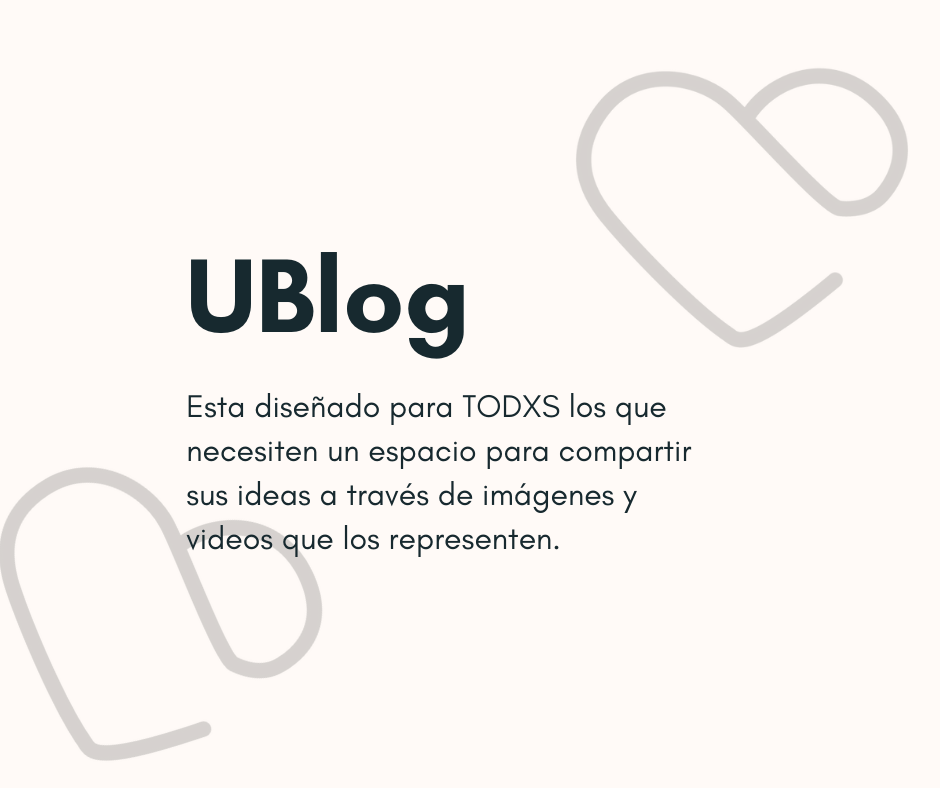 UBlog
Esta diseñado para TODXS los que
necesiten un espacio para compartir
sus ideas a través de imágenes y
videos que los representen.